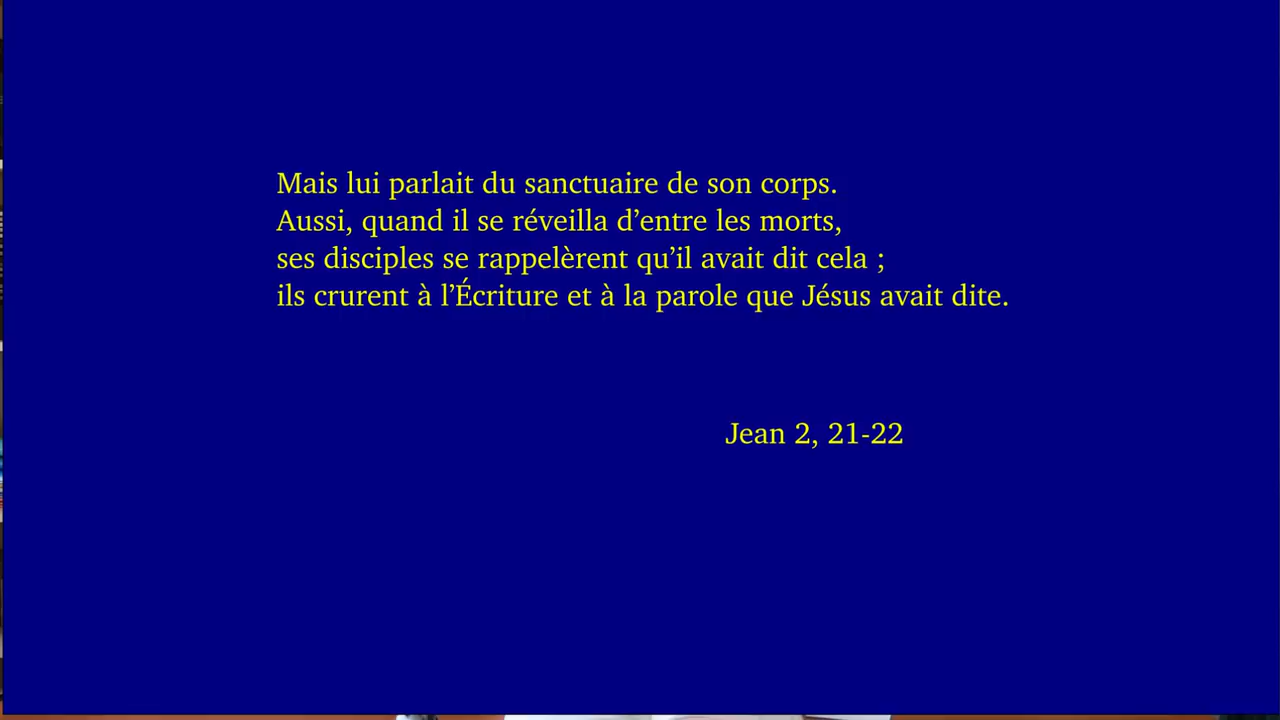 Mais lui parlait du sanctuaire de son corps.
Aussi, quand il se réveilla d’entre les morts,
ses disciples se rappelèrent qu’il avait dit cela ;
ils crurent à l’Écriture et à la parole que Jésus avait dite.
Jean 2, 21-22